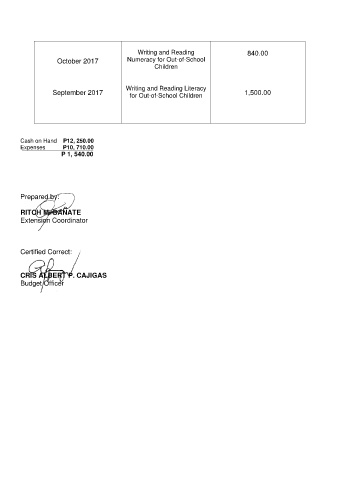 October 2017
Writing and Reading
Numeracy for Out-of-School
Children
840.00
September 2017
Writing and Reading Literacy
for Out-of-School Children
1,500.00
Cash on Hand P12, 250.00
Expenses P10, 710.00
P 1, 540.00
Prepared by:
RITCH M. BANATE
Extension Coordinator
Certified Correct:
CRIS ALBERT P. CAJIGAS
Budget Officer